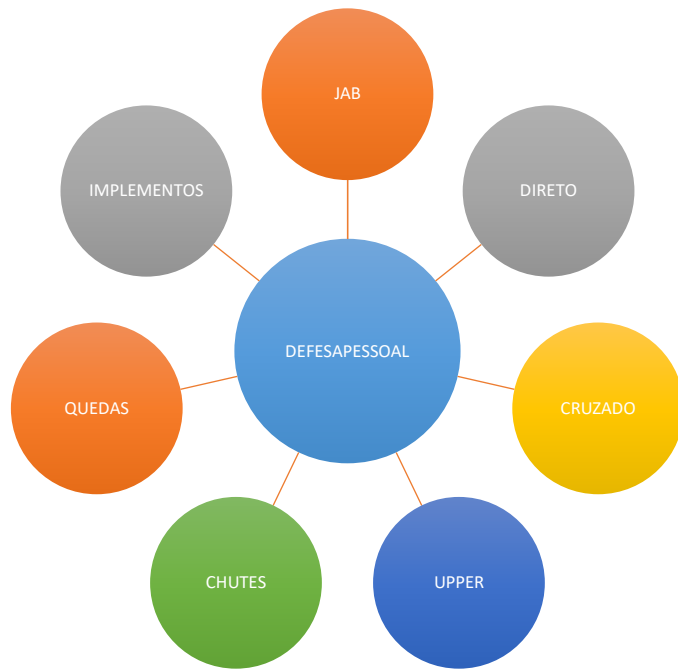 JAB
IMPLEMENTOS
DIRETO
DEFESAPESSOAL
QUEDAS
CRUZADO
CHUTES
UPPER